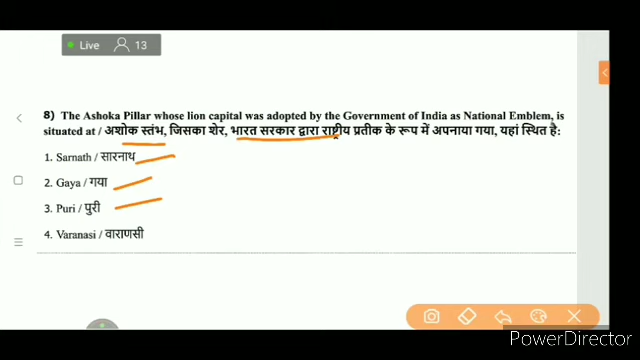 Live 13
8) The Ashoka Pillar whose lion capital was adopted by the Government of India as National Emblem, is
situated at / अशोक स्तंभ, जिसका शेर, भारत सरकार द्वारा राष्ट्रीय प्रतीक के रूप में अपनाया गया, यहां स्थित है:
1. Sarnath / सारनाथ
2. Gaya / गया
3. Puri / पुरी
4. Varanasi / वाराणसी
PowerDirector